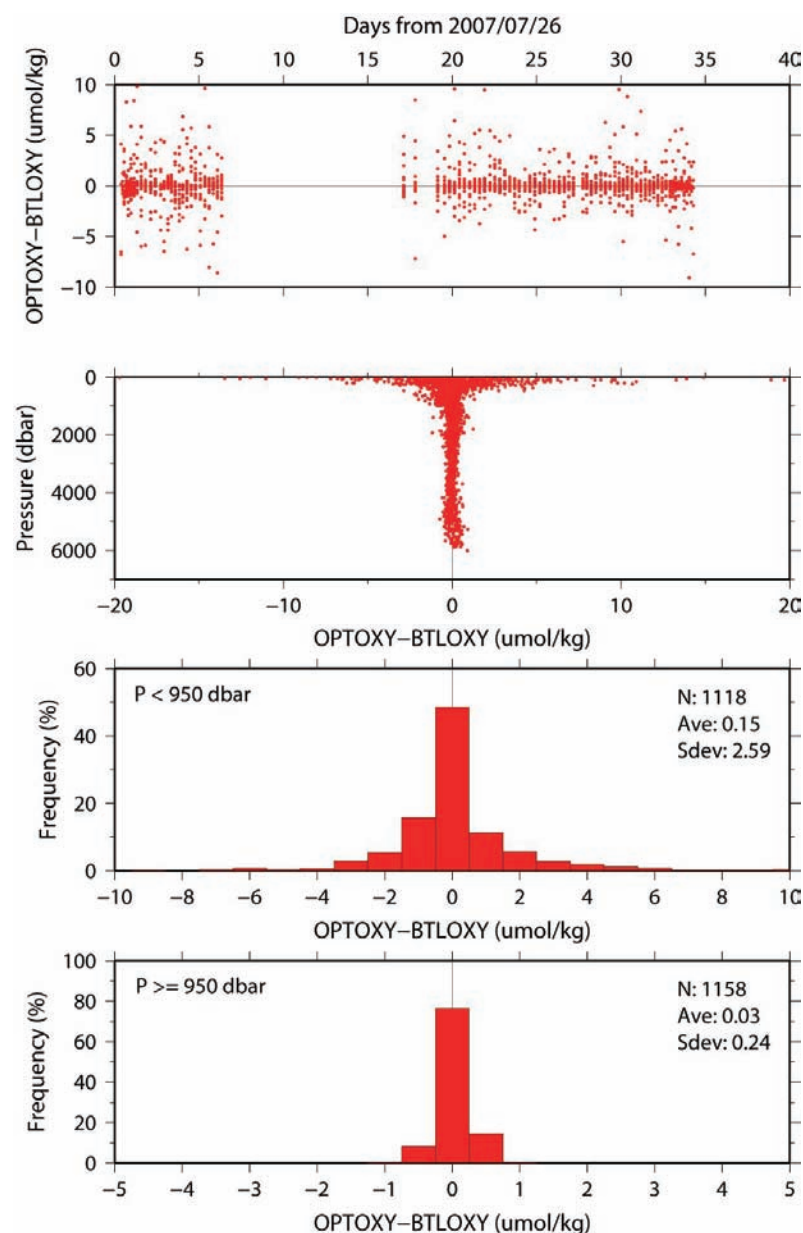 Days from 2007/07/26
0 5 10 15 20 25 30 35 40
OPTOXY−BTLOXY (umol/kg)
10
5
0
−5
−10
Pressure (dbar)
0
2000
4000
6000
−20 −10 0 10 20
OPTOXY−BTLOXY (umol/kg)
Frequency (%)
60
40
20
0
P < 950 dbar
N: 1118
Ave: 0.15
Sdev: 2.59
−10 −8 −6 −4 −2 0 2 4 6 8 10
OPTOXY−BTLOXY (umol/kg)
Frequency (%)
100
80
60
40
20
0
P >= 950 dbar
N: 1158
Ave: 0.03
Sdev: 0.24
−5 −4 −3 −2 −1 0 1 2 3 4 5
OPTOXY−BTLOXY (umol/kg)